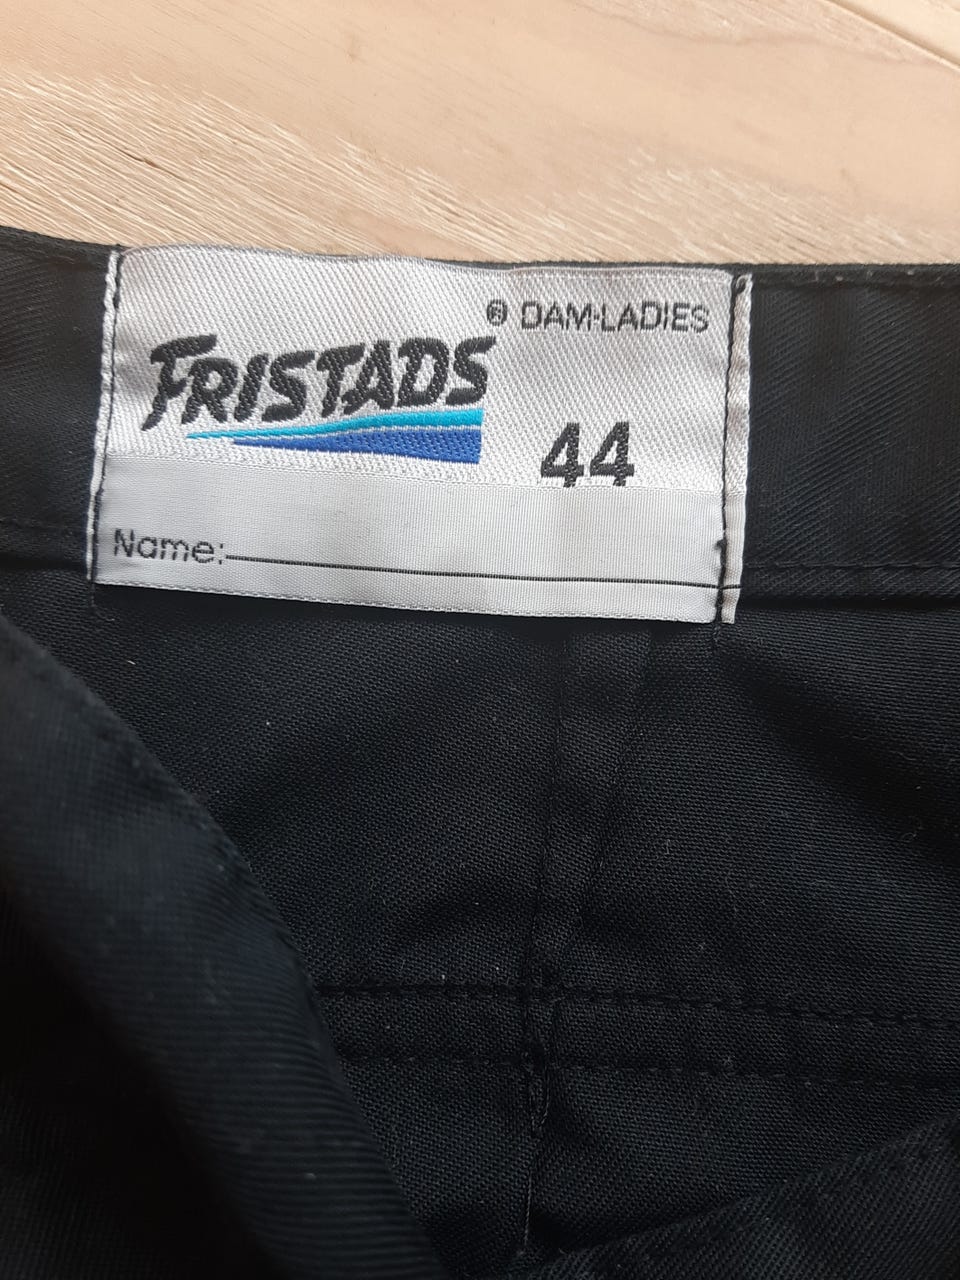 ® DAM-LADIES
FRISTADS
44
Name: